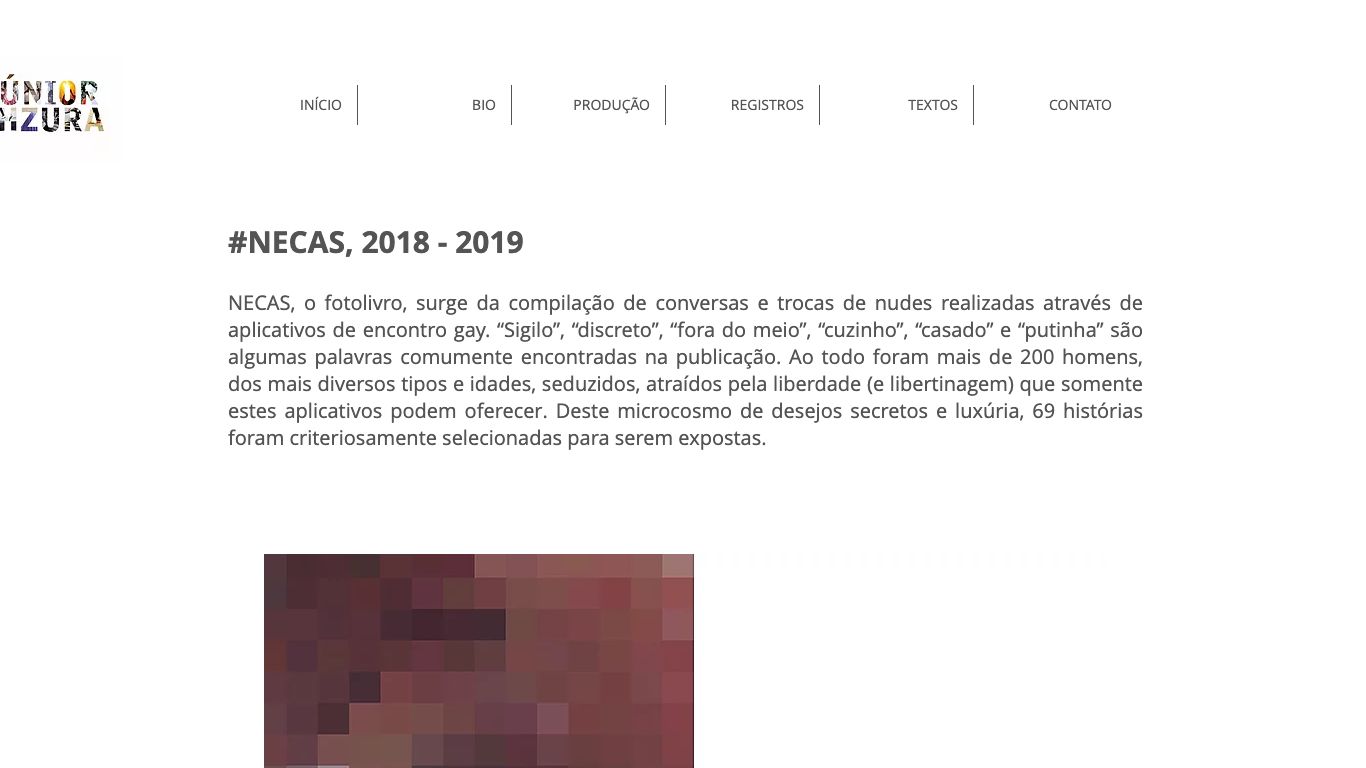 ÚNIOR
ZURA
INÍCIO
BIO
PRODUÇÃO
REGISTROS
TEXTOS
CONTATO
#NECAS, 2018 - 2019
NECAS, o fotolivro, surge da compilação de conversas e trocas de nudes realizadas através de
aplicativos de encontro gay. “Sigilo”, “discreto”, “fora do meio”, “cuzinho”, “casado” e “putinha” são
algumas palavras comumente encontradas na publicação. Ao todo foram mais de 200 homens,
dos mais diversos tipos e idades, seduzidos, atraídos pela liberdade (e libertinagem) que somente
estes aplicativos podem oferecer. Deste microcosmo de desejos secretos e luxúria, 69 histórias
foram criteriosamente selecionadas para serem expostas.